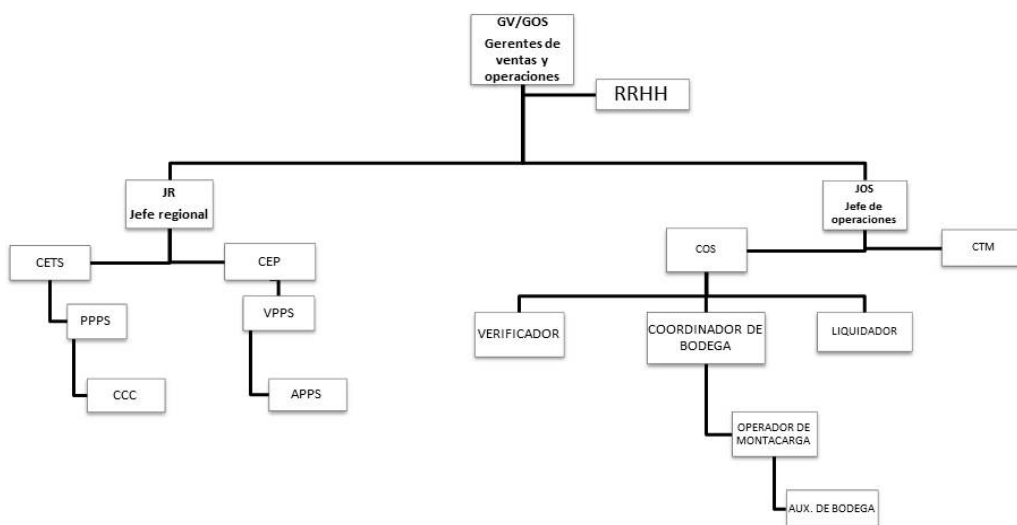 GV/GOS
Gerentes de
ventas y
operaciones
RRHH
JR
Jefe regional
JOS
Jefe de
operaciones
CETS
CEP
COS
CTM
PPPS
VPPS
VERIFICADOR
COORDINADOR DE
BODEGA
LIQUIDADOR
CCC
APPS
OPERADOR DE
MONTACARGA
AUX. DE BODEGA